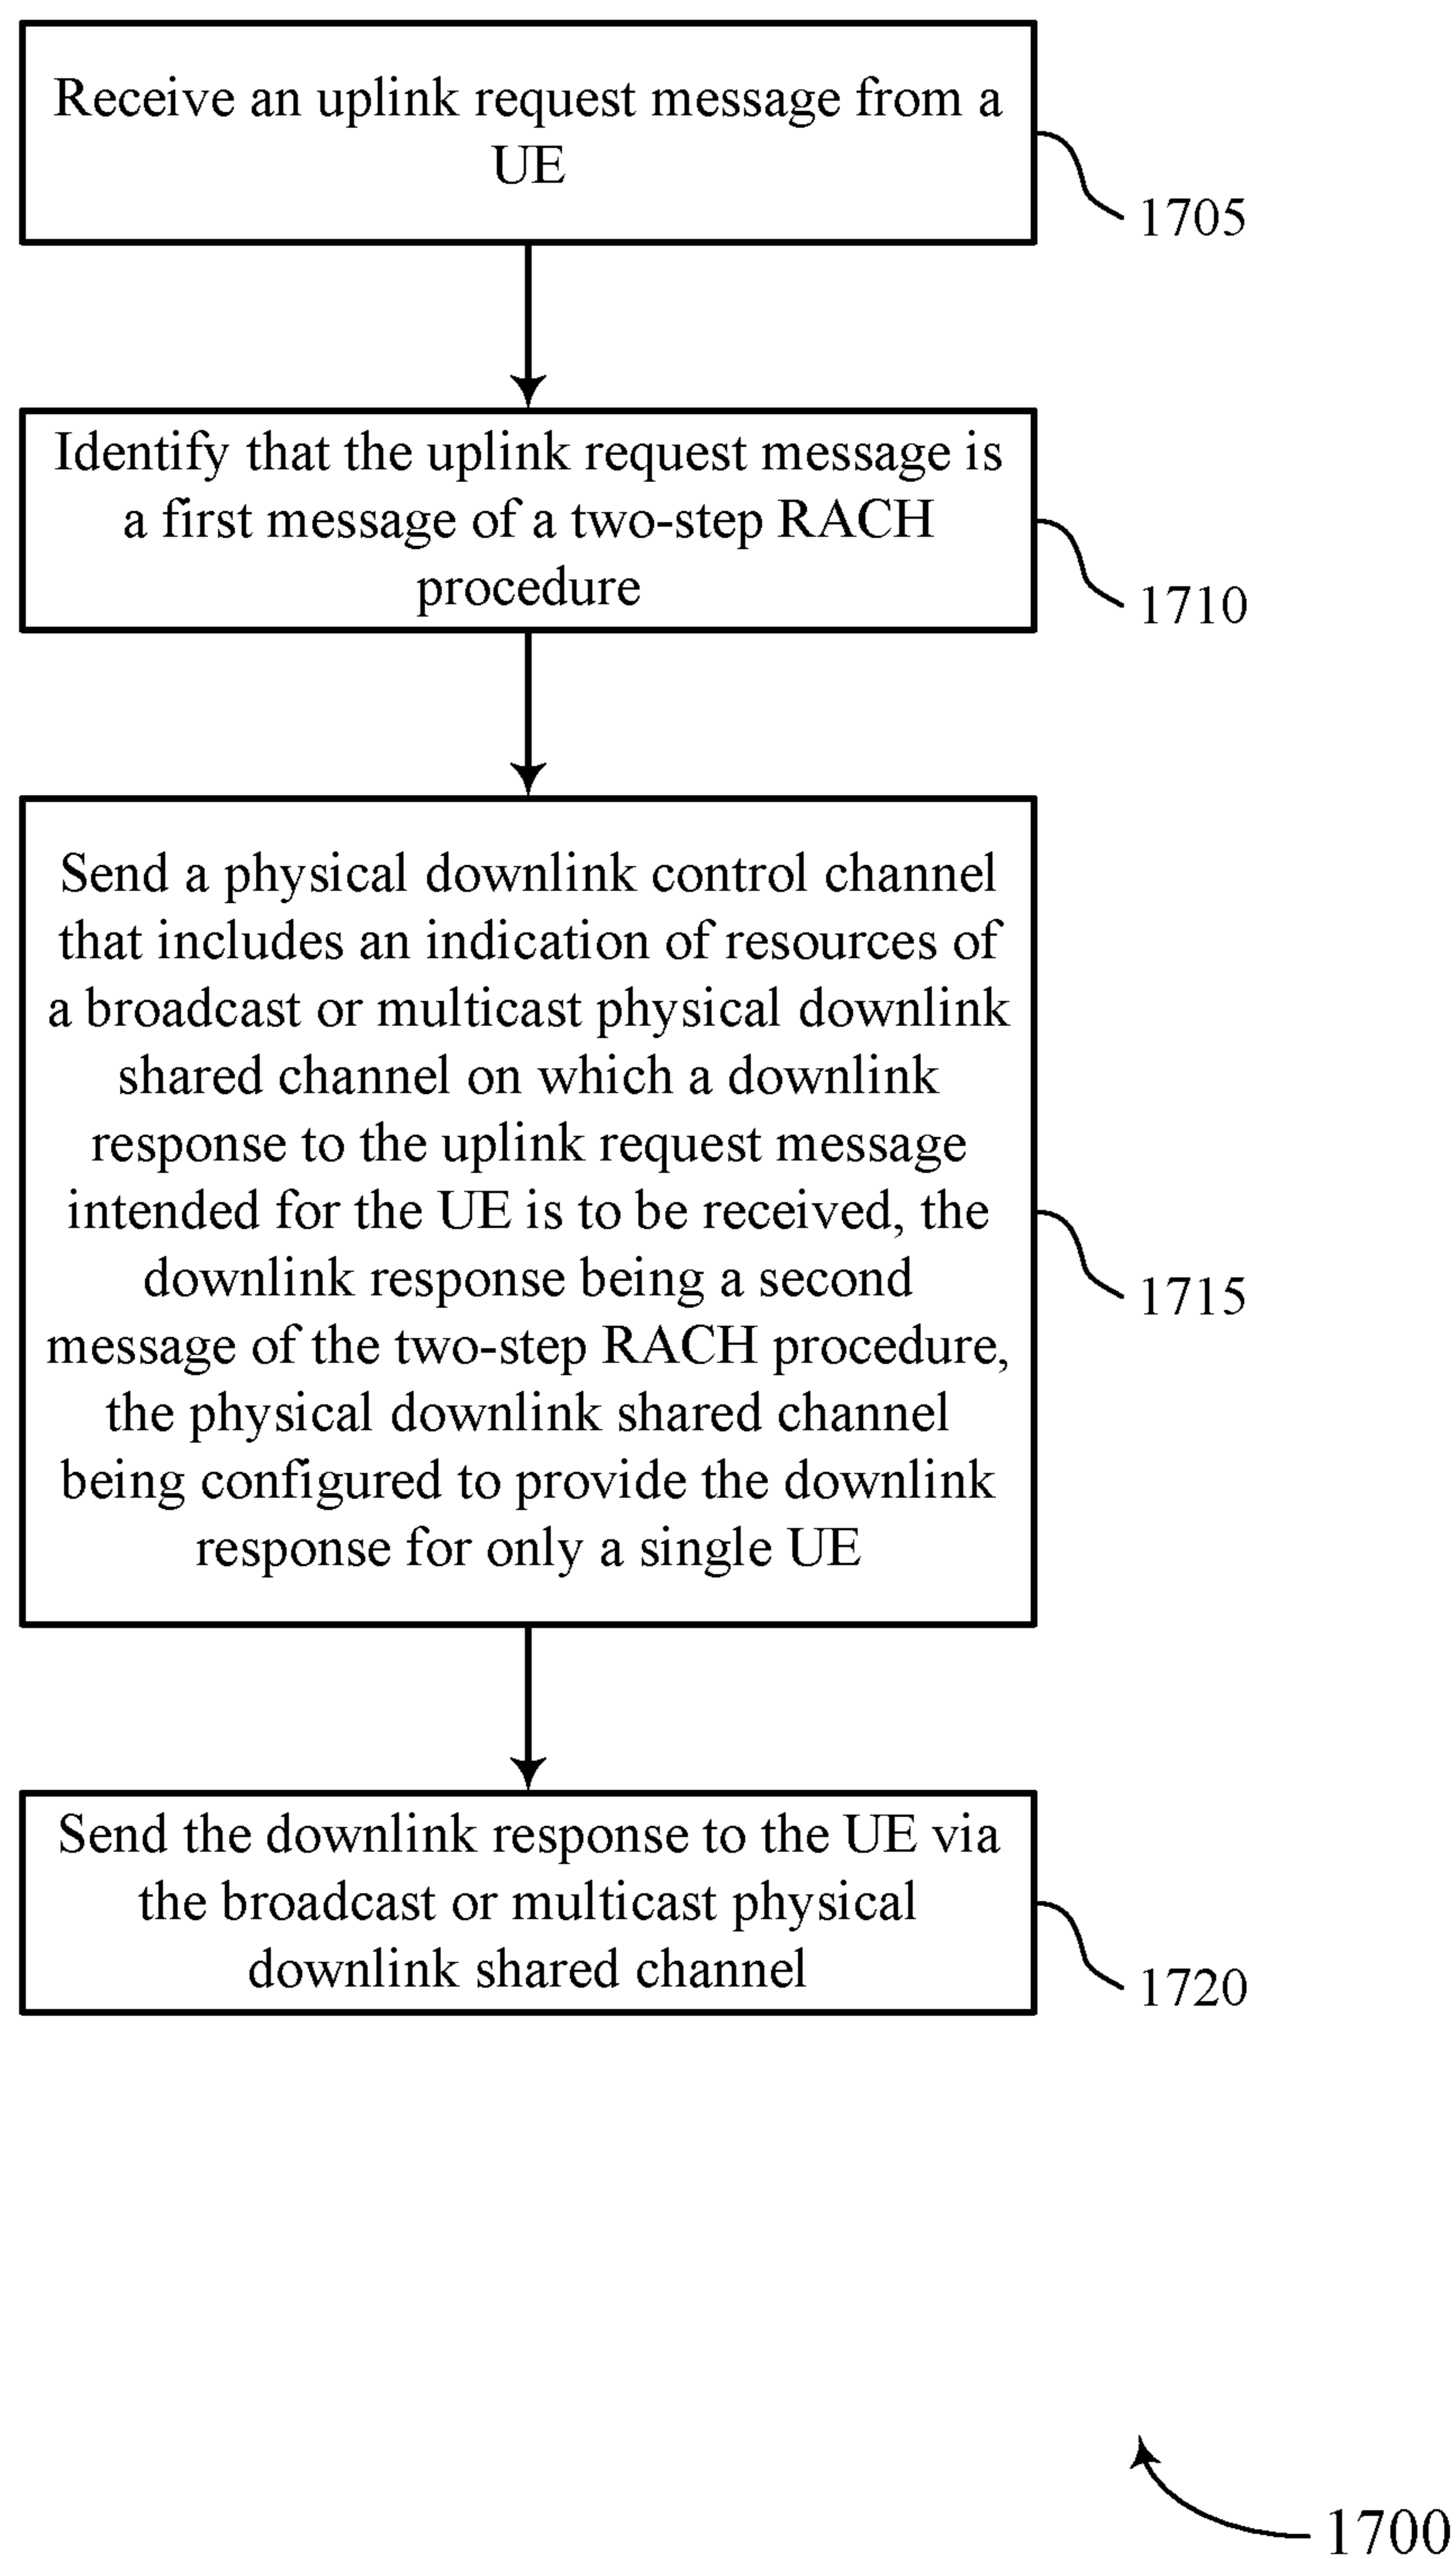 Receive an uplink request message from a
UE
1705
Identify that the uplink request message is
a first message of a two-step RACH
procedure
1710
Send a physical downlink control channel
that includes an indication of resources of
a broadcast or multicast physical downlink
shared channel on which a downlink
response to the uplink request message
intended for the UE is to be received, the
downlink response being a second
message of the two-step RACH procedure,
the physical downlink shared channel
being configured to provide the downlink
response for only a single UE
1715
Send the downlink response to the UE via
the broadcast or multicast physical
downlink shared channel
1720
1700